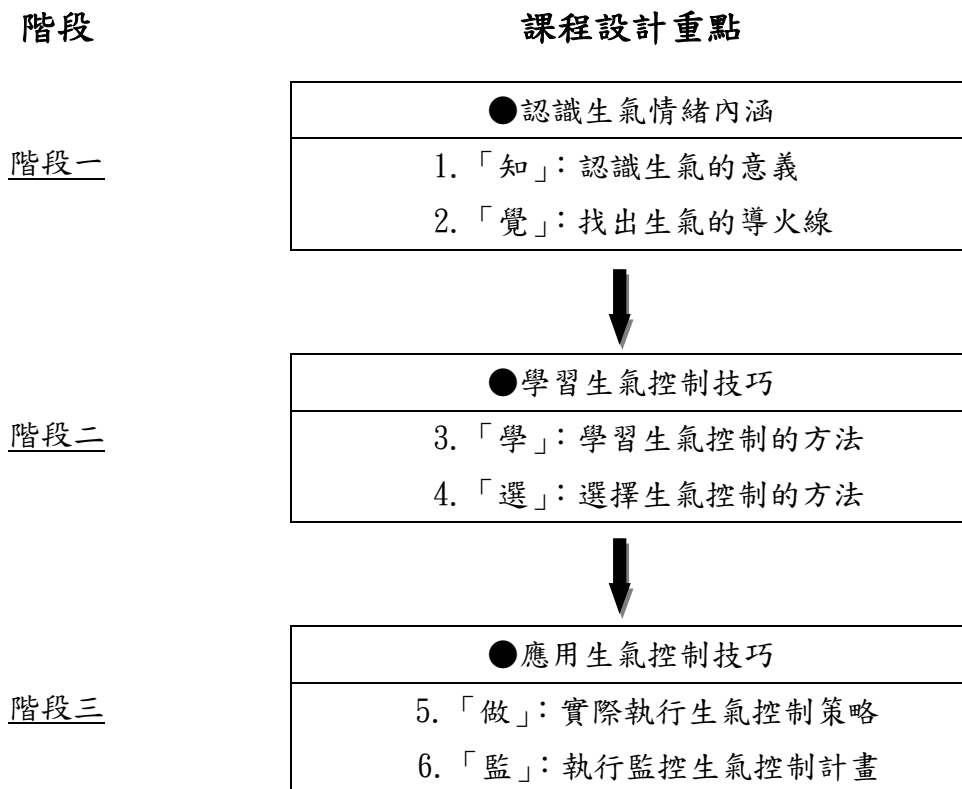 階段 課程設計重點
●認識生氣情緒內涵
階段一
1.「知」：認識生氣的意義
2.「覺」：找出生氣的導火線
●學習生氣控制技巧
階段二
3.「學」：學習生氣控制的方法
4.「選」：選擇生氣控制的方法
●應用生氣控制技巧
階段三
5.「做」：實際執行生氣控制策略
6.「監」：執行監控生氣控制計畫